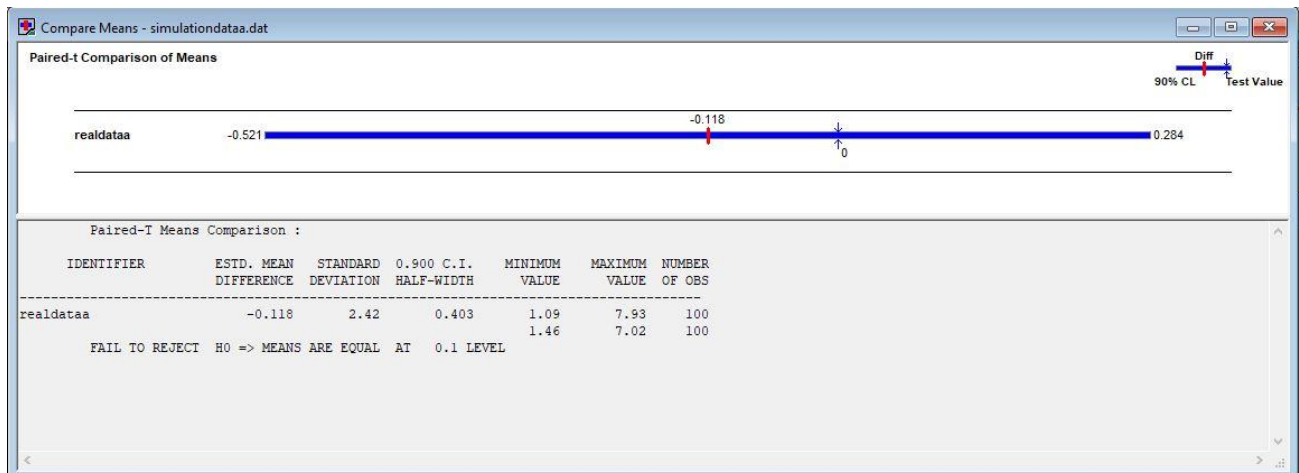 Compare Means - simulationdataa.dat
Paired-t Comparison of Means
Diff
90% CL Test Value
-0.118
realdataa -0.521 0.284
0
Paired-T Means Comparison :
IDENTIFIER ESTD. MEAN STANDARD 0.900 C.I. MINIMUM MAXIMUM NUMBER
DIFFERENCE DEVIATION HALF-WIDTH VALUE VALUE OF OBS
realdataa -0.118 2.42 0.403 1.09 7.93 100
1.46 7.02 100
FAIL TO REJECT H0 => MEANS ARE EQUAL AT 0.1 LEVEL